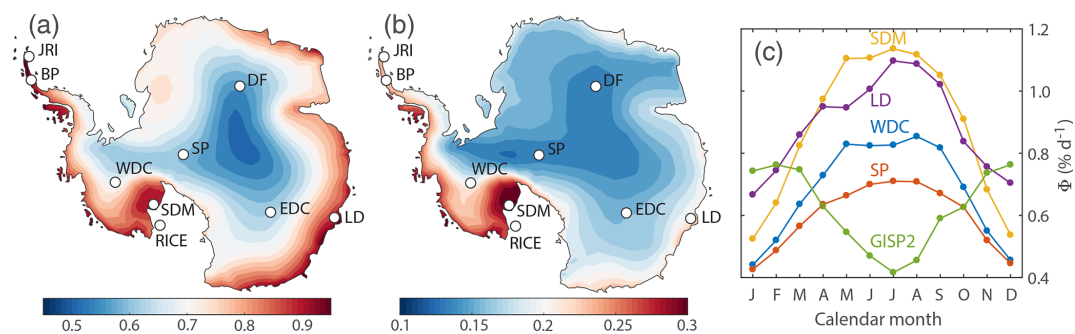 (a)
JRI
BP
DF
SP
WDC
SDM
RICE
EDC
LD
0.5 0.6 0.7 0.8 0.9
(b)
JRI
BP
DF
SP
WDC
SDM
RICE
EDC
LD
0.1 0.15 0.2 0.25 0.3
(c)
SDM
LD
WDC
SP
GISP2
1.2
1.0
0.8
0.6
0.4
Φ (% d⁻¹)
J F M A M J J A S O N D
Calendar month